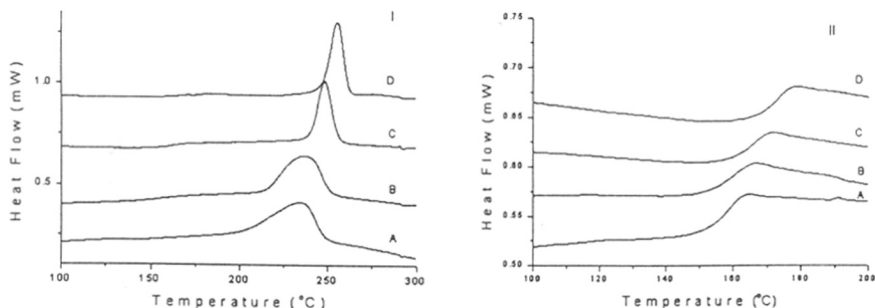 I
D
C
B
A
1.0
0.5
100
150
200
250
300
Heat Flow (mW)
Temperature (°C)
II
D
C
B
A
0.75
0.70
0.65
0.60
0.55
0.50
100
120
140
160
180
200
Heat Flow (mW)
Temperature (°C)